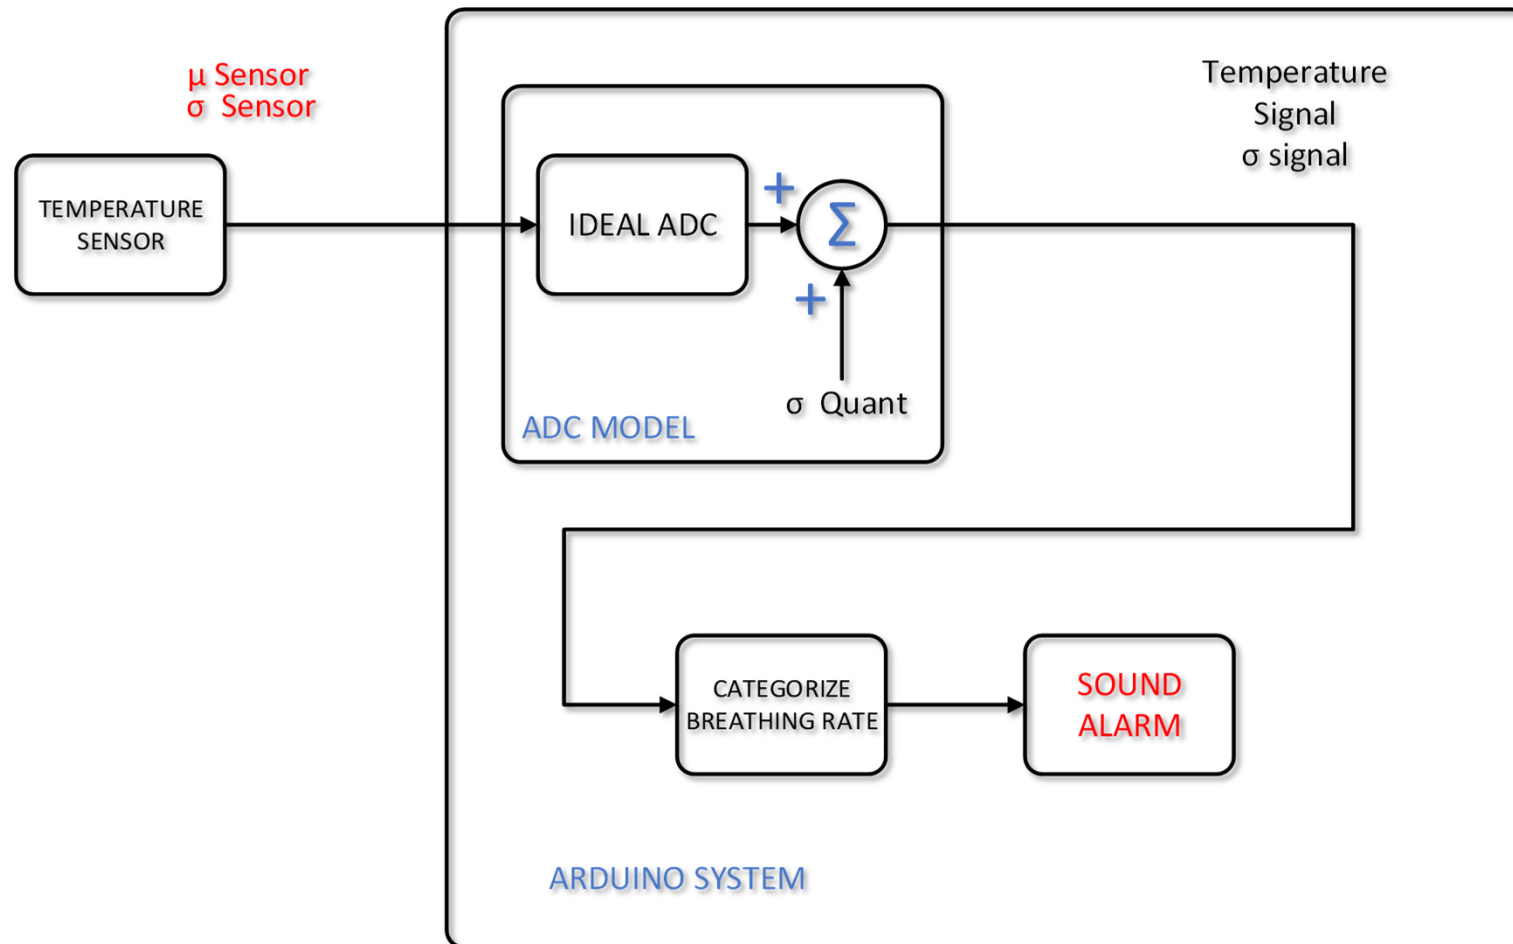 μ Sensor
σ  Sensor
Temperature
Signal
σ signal
TEMPERATURE
SENSOR
IDEAL ADC
+
Σ
+
σ  Quant
ADC MODEL
CATEGORIZE
BREATHING RATE
SOUND
ALARM
ARDUINO SYSTEM